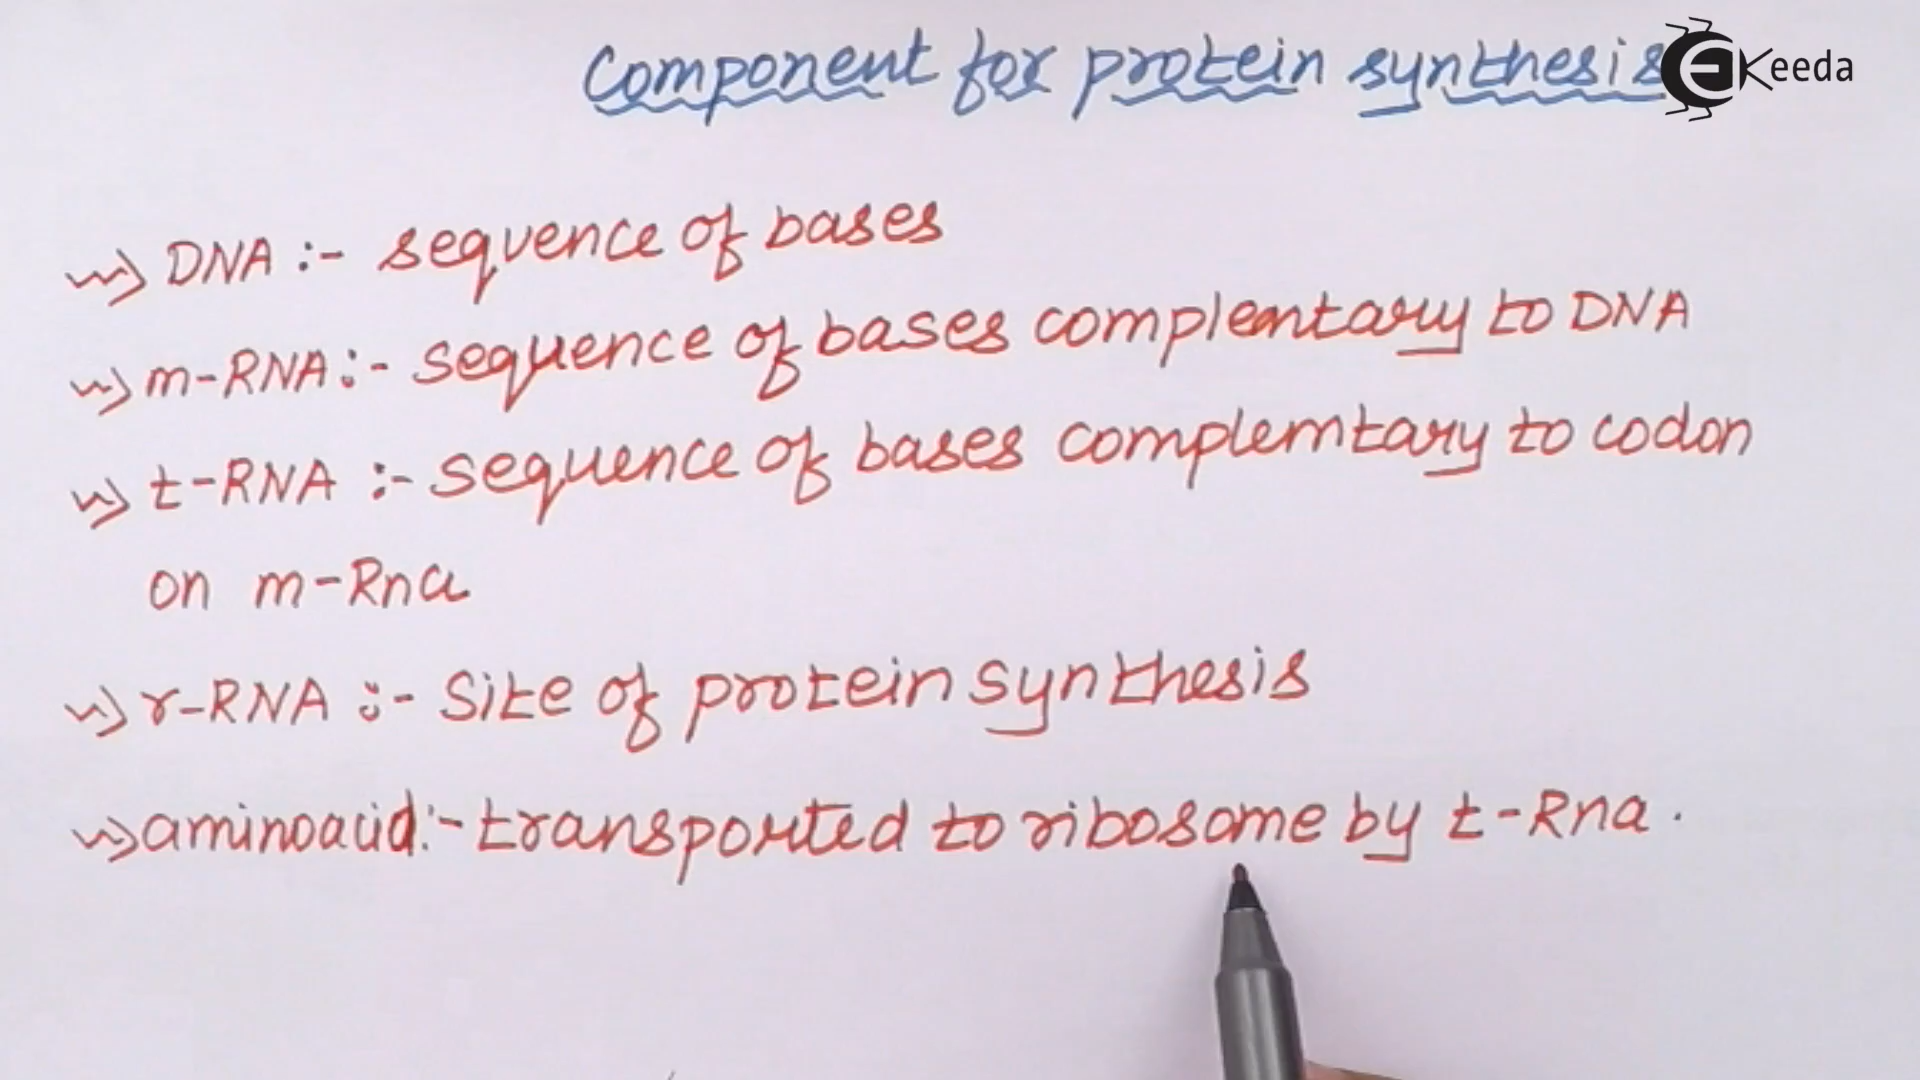 Component for protein synthesis
EKeeda
DNA :- sequence of bases
m-RNA :- sequence of bases complentary to DNA
t-RNA :- sequence of bases complemtary to codon
on m-Rna
r-RNA :- Site of protein synthesis
aminoacid :- transported to ribosome by t-Rna.